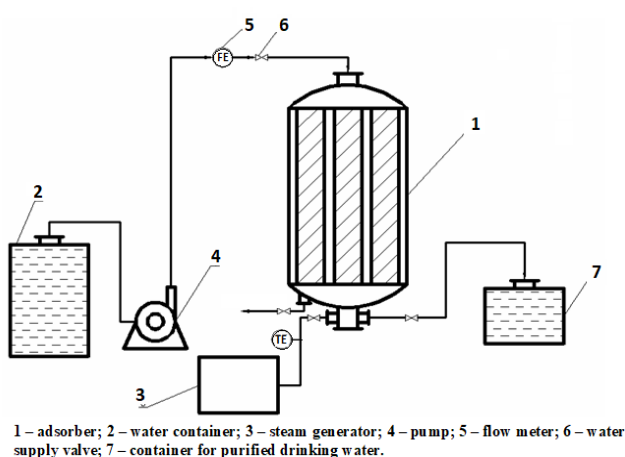 5
6
FE
1
2
4
7
TE
3
1 – adsorber; 2 – water container; 3 – steam generator; 4 – pump; 5 – flow meter; 6 – water
supply valve; 7 – container for purified drinking water.